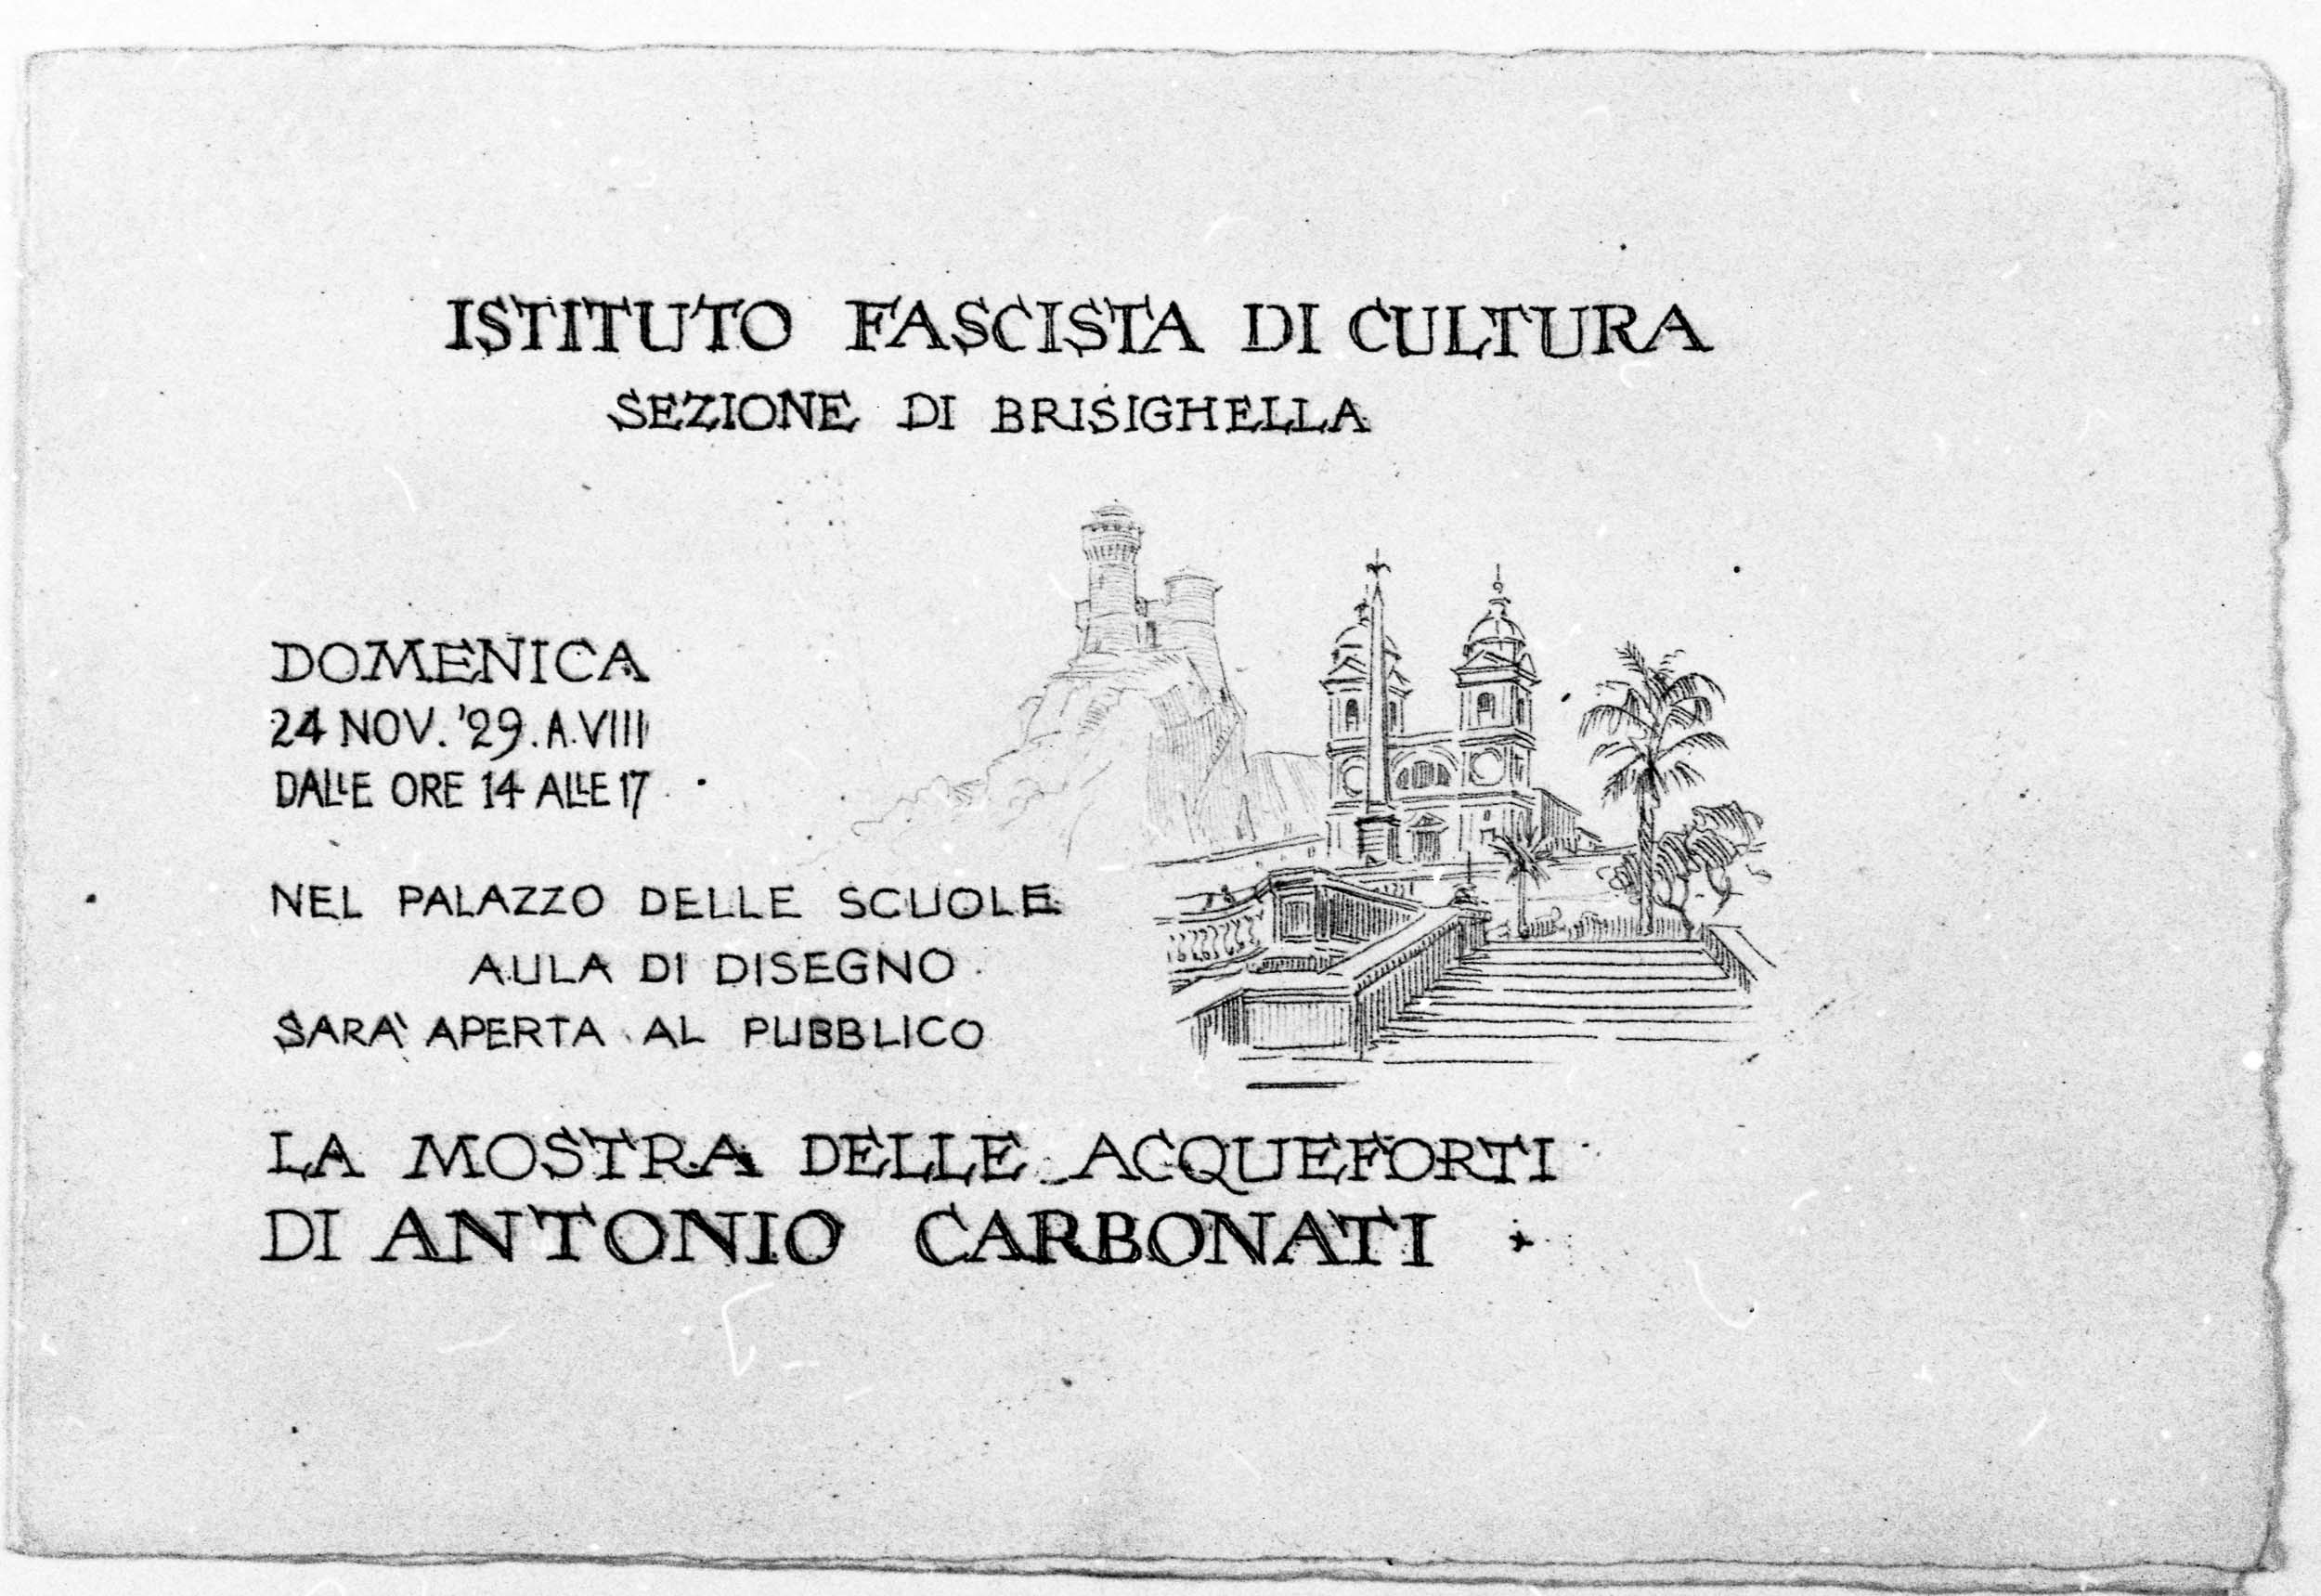 ISTITUTO FASCISTA DI CULTURA
SEZIONE DI BRISIGHELLA
DOMENICA
24 NOV. '29. A. VIII
DALLE ORE 14 ALLE 17
NEL PALAZZO DELLE SCUOLE
AULA DI DISEGNO
SARA' APERTA AL PUBBLICO
LA MOSTRA DELLE ACQUEFORTI
DI ANTONIO CARBONATI